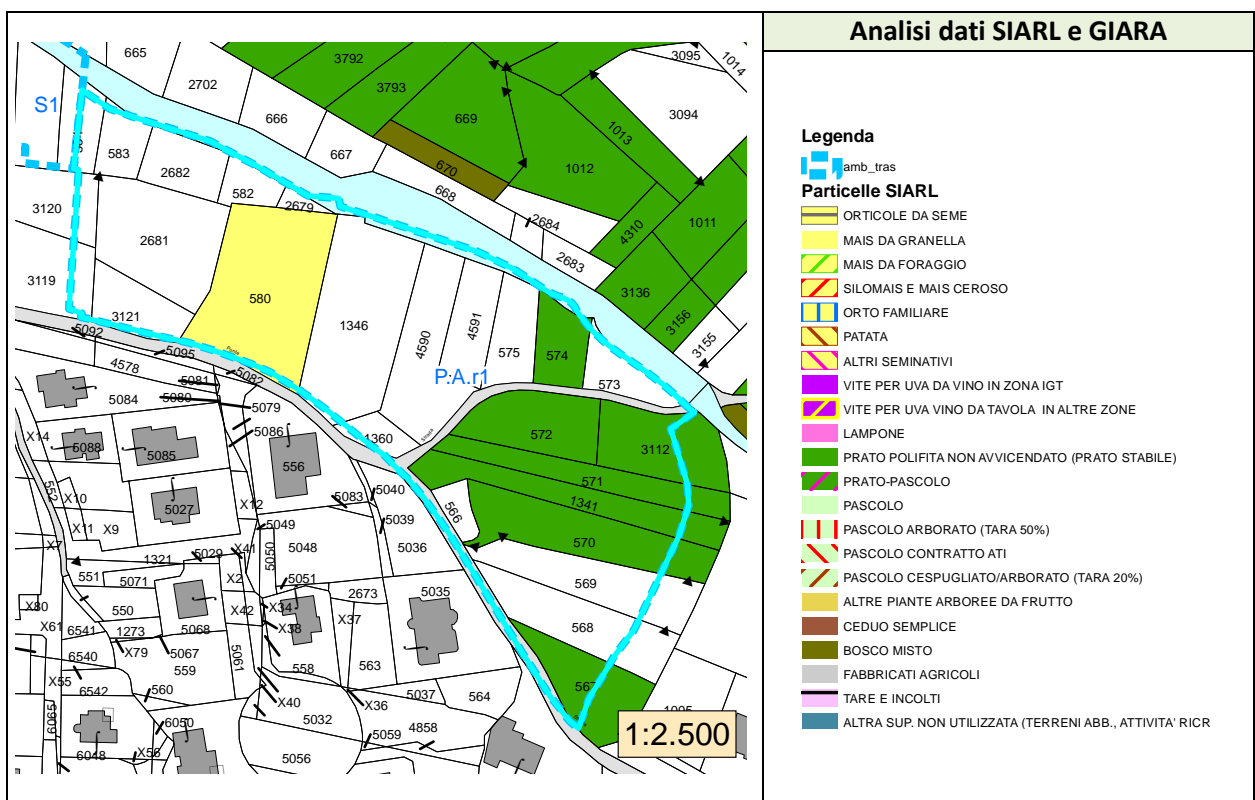 Analisi dati SIARL e GIARA
665
3792
3095
1014
2702
3793
S1
666
669
3094
1013
583
667
2682
670
1012
582
668
2679
3120
2684
1011
4310
2681
2683
3119
580
3136
3121
1346
3156
5092
4590
4591
575
574
3155
5095
4578
P.A.r1
5082
573
5081
5084
5080
5079
5086
572
X14
1360
3112
5088
5085
556
571
552
X10
5083
5040
1341
5027
X12
566
X11
X9
5049
5039
570
X7
5048
5036
1321
5029
X41
5050
551
5071
X2
5051
569
2673
5035
X80
550
X42
X34
X37
X61
6541
1273
5068
X38
568
X79
5067
6540
559
5061
558
563
X55
567
6542
560
X40
X36
5037
564
1005
6065
6050
5032
5059
4858
6048
X56
5056
1:2.500
Legenda
amb_tras
Particelle SIARL
ORTICOLE DA SEME
MAIS DA GRANELLA
MAIS DA FORAGGIO
SILOMAIS E MAIS CEROSO
ORTO FAMILIARE
PATATA
ALTRI SEMINATIVI
VITE PER UVA DA VINO IN ZONA IGT
VITE PER UVA VINO DA TAVOLA IN ALTRE ZONE
LAMPONE
PRATO POLIFITA NON AVVICENDATO (PRATO STABILE)
PRATO-PASCOLO
PASCOLO
PASCOLO ARBORATO (TARA 50%)
PASCOLO CONTRATTO ATI
PASCOLO CESPUGLIATO/ARBORATO (TARA 20%)
ALTRE PIANTE ARBOREE DA FRUTTO
CEDUO SEMPLICE
BOSCO MISTO
FABBRICATI AGRICOLI
TARE E INCOLTI
ALTRA SUP. NON UTILIZZATA (TERRENI ABB., ATTIVITA' RICR